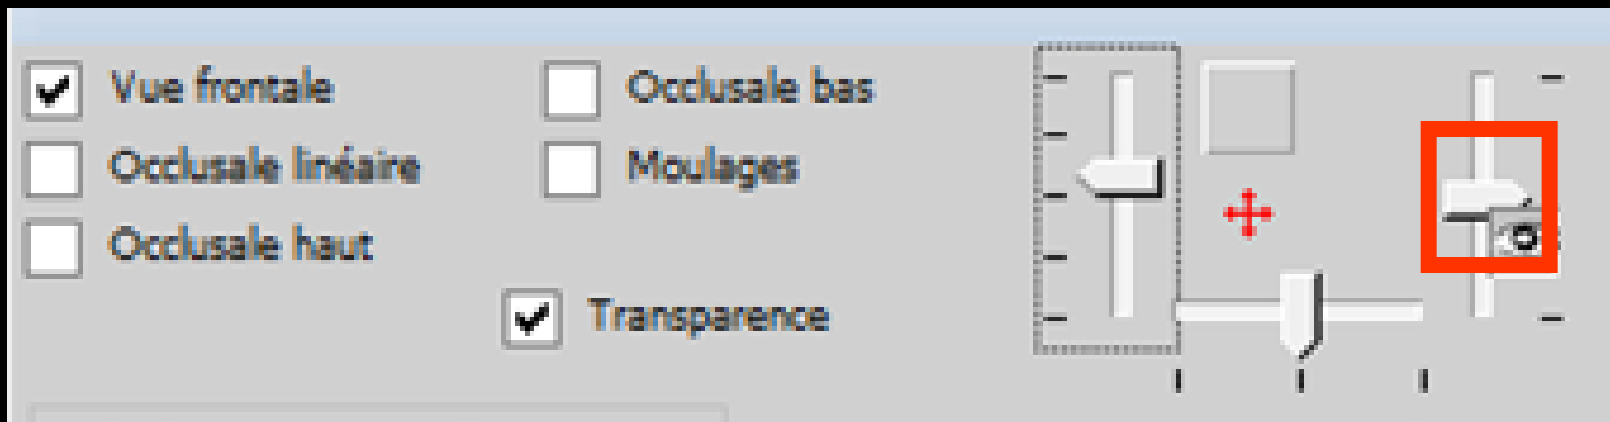 Vue frontale
Occlusale bas
Occlusale linéaire
Moulages
Occlusale haut
Transparence